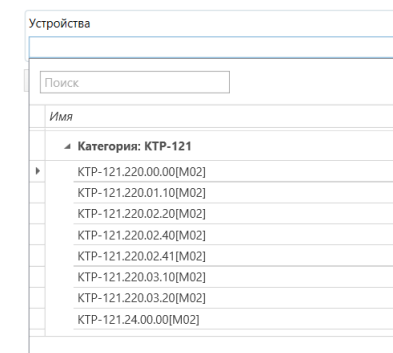 Устройства
Поиск
Имя
Категория: КТР-121
КТР-121.220.00.00[M02]
КТР-121.220.01.10[M02]
КТР-121.220.02.20[M02]
КТР-121.220.02.40[M02]
КТР-121.220.02.41[M02]
КТР-121.220.03.10[M02]
КТР-121.220.03.20[M02]
КТР-121.24.00.00[M02]